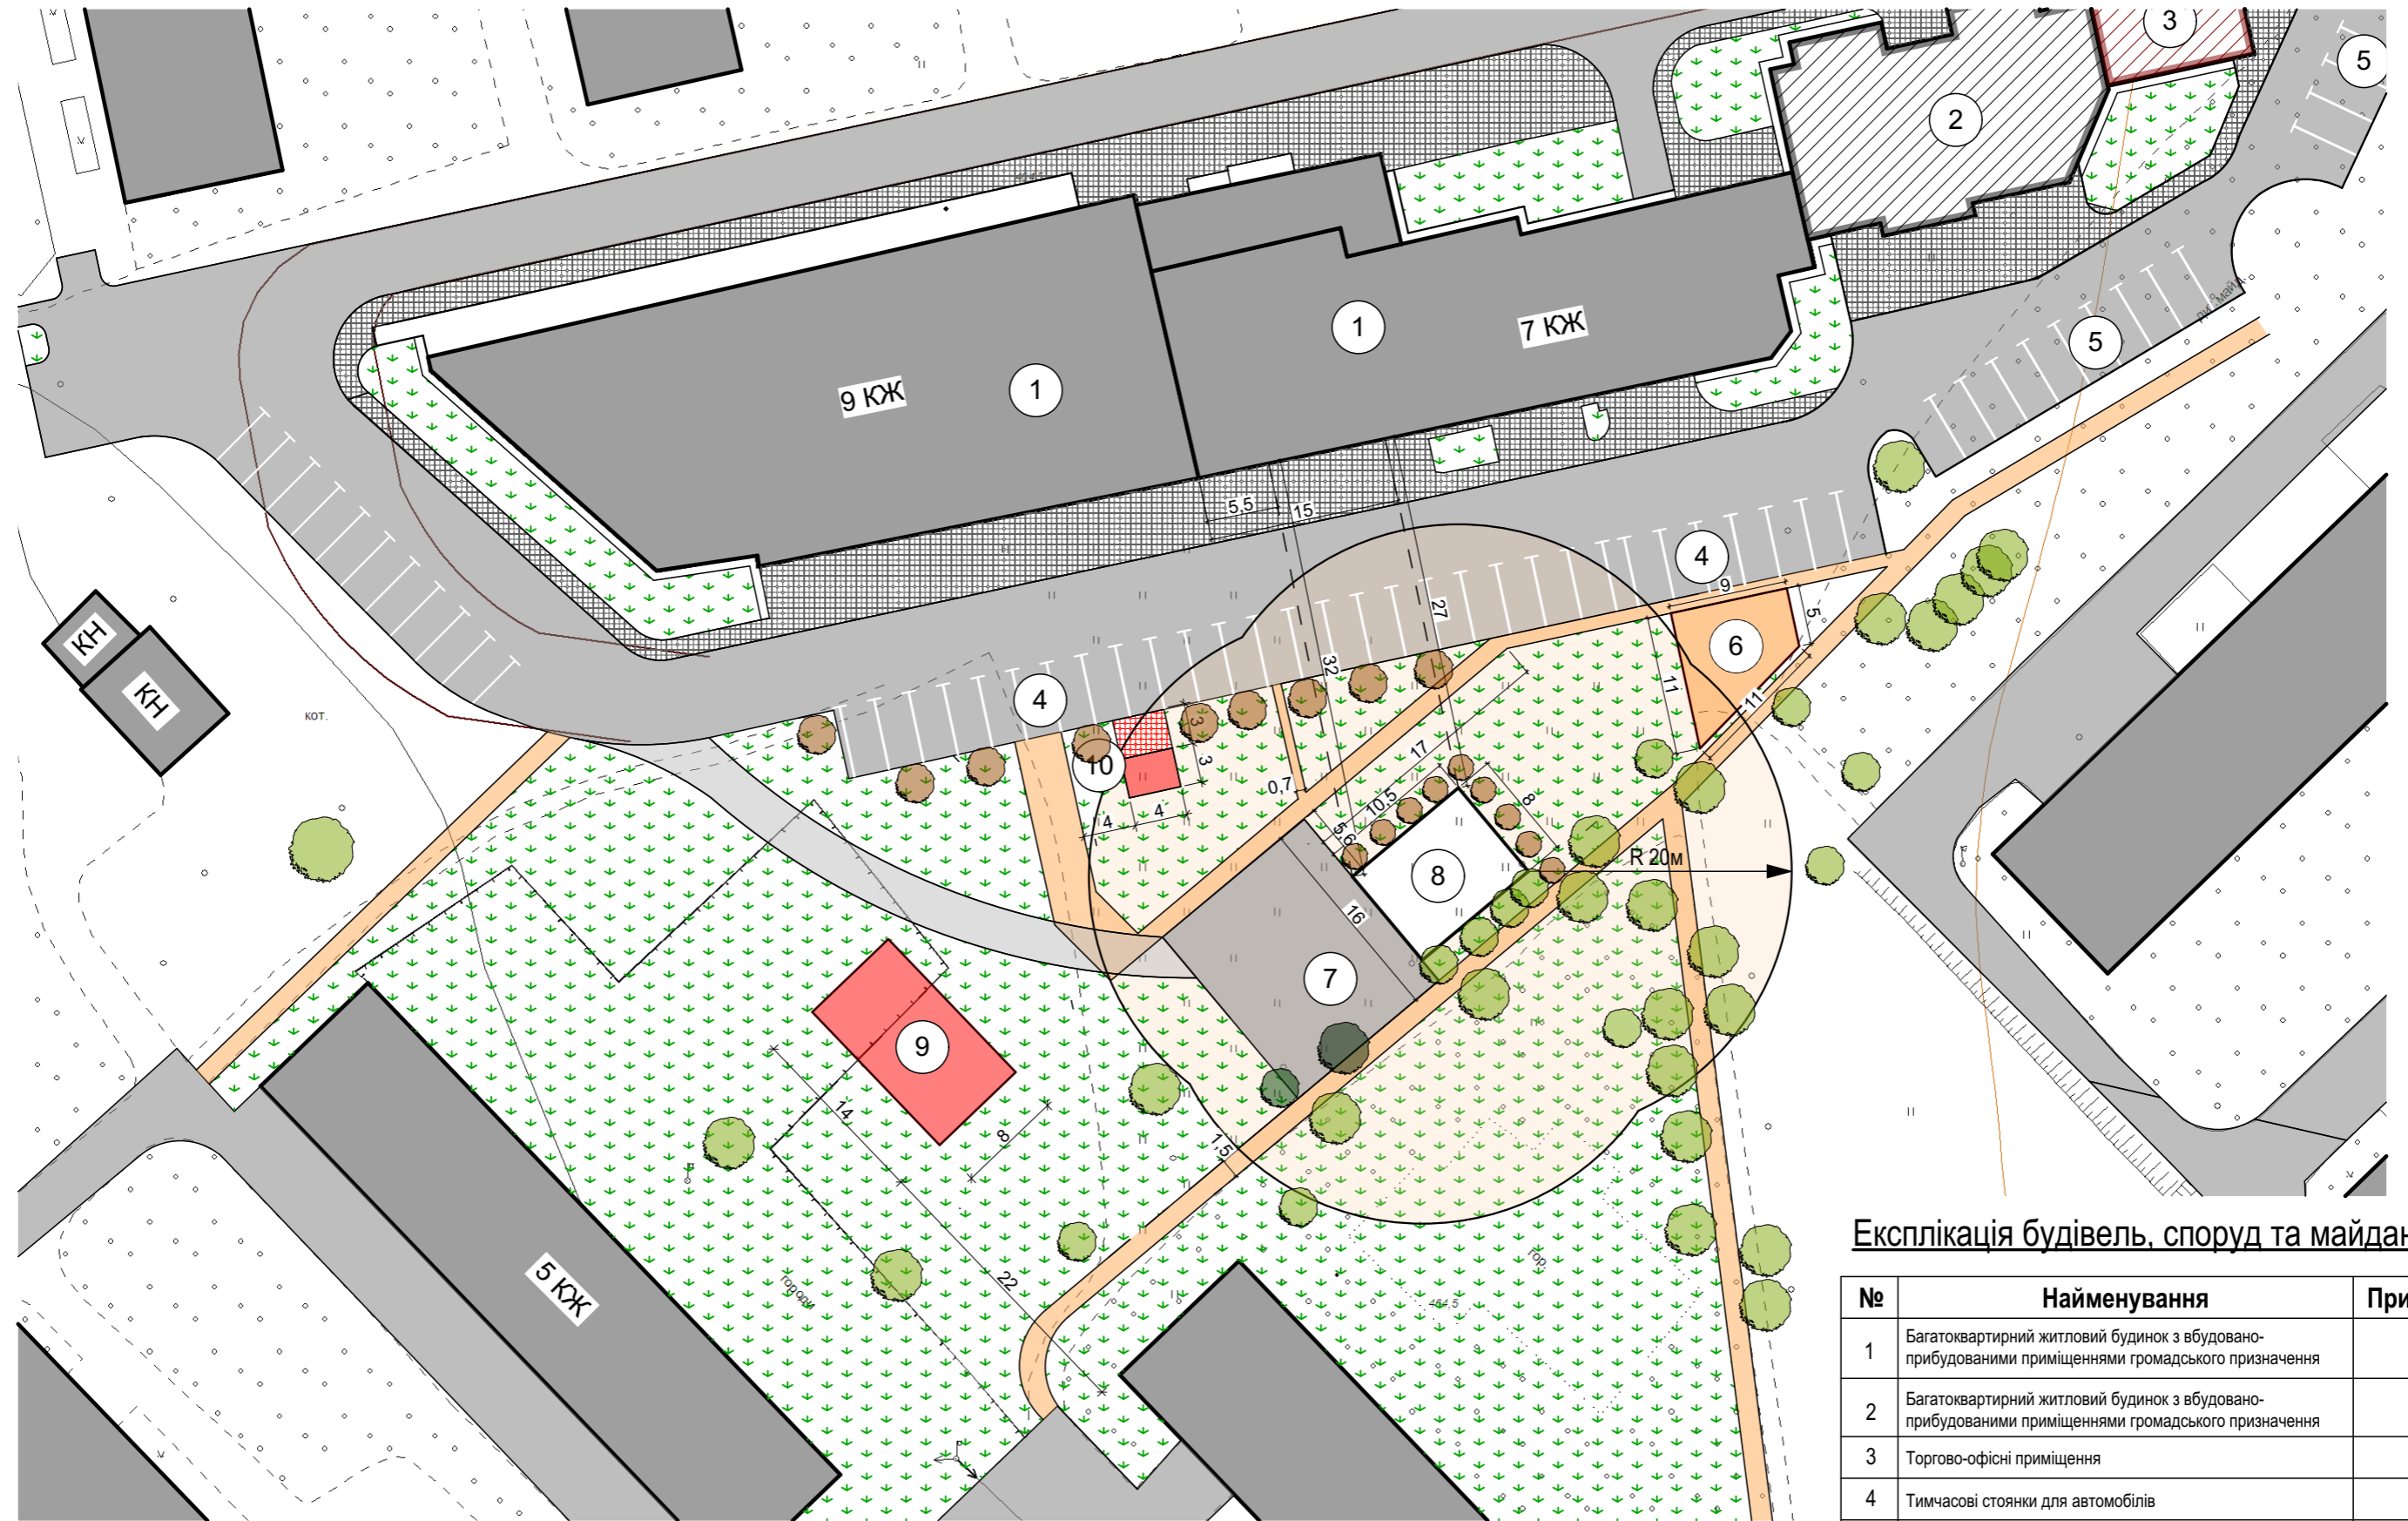 3
5
2
1
7 КЖ
5
9 КЖ
1
5,5
15
4
9
5
27
6
КН
КН
32
11
кот.
4
3
11
10
3
17
0,7
10,5
8
4
4
5,6
R 20м
8
16
7
9
14
8
1,5
22
5 КЖ
городи
гор.
464,5
Експлікація будівель, споруд та майдан
№ Найменування При
1 Багатоквартирний житловий будинок з вбудовано-
прибудованими приміщеннями громадського призначення
2 Багатоквартирний житловий будинок з вбудовано-
прибудованими приміщеннями громадського призначення
3 Торгово-офісні приміщення
4 Тимчасові стоянки для автомобілів